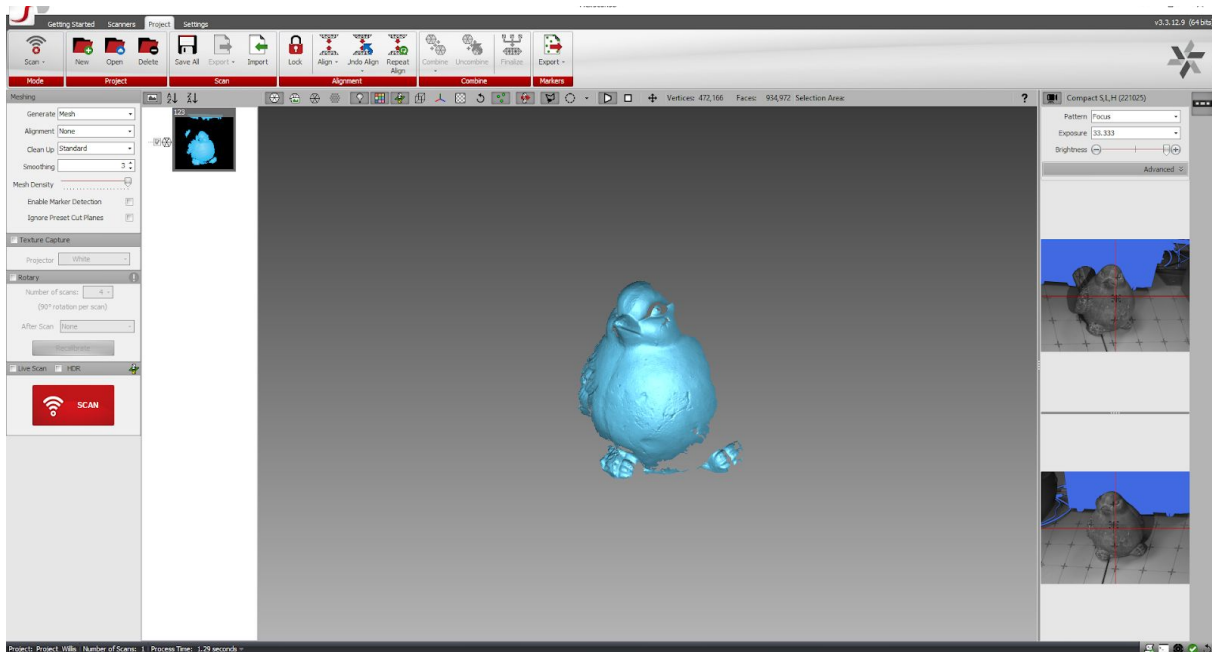 Getting Started Scanners Project Settings
v3.3.12.9 (64 bits
Scan New Open Delete Save All Export Import Lock Align Undo Align Repeat Align Combine Uncombine Finalize Export
Mode Project Scan Alignment Combine Markers
Meshing
Generate Mesh
Alignment None
Clean Up Standard
Smoothing 3
Mesh Density
Enable Marker Detection
Ignore Preset Cut Planes
Texture Capture
Projector White
Rotary
Number of scans: 4
(90° rotation per scan)
After Scan None
Recalibrate
Live Scan HDR
SCAN
Vertices: 472,166 Faces: 934,972 Selection Area:
?
Compact S,L,H (221025)
Pattern Focus
Exposure 33.333
Brightness
Advanced
Project: Project_Willis Number of Scans: 1 Process Time: 1.29 seconds